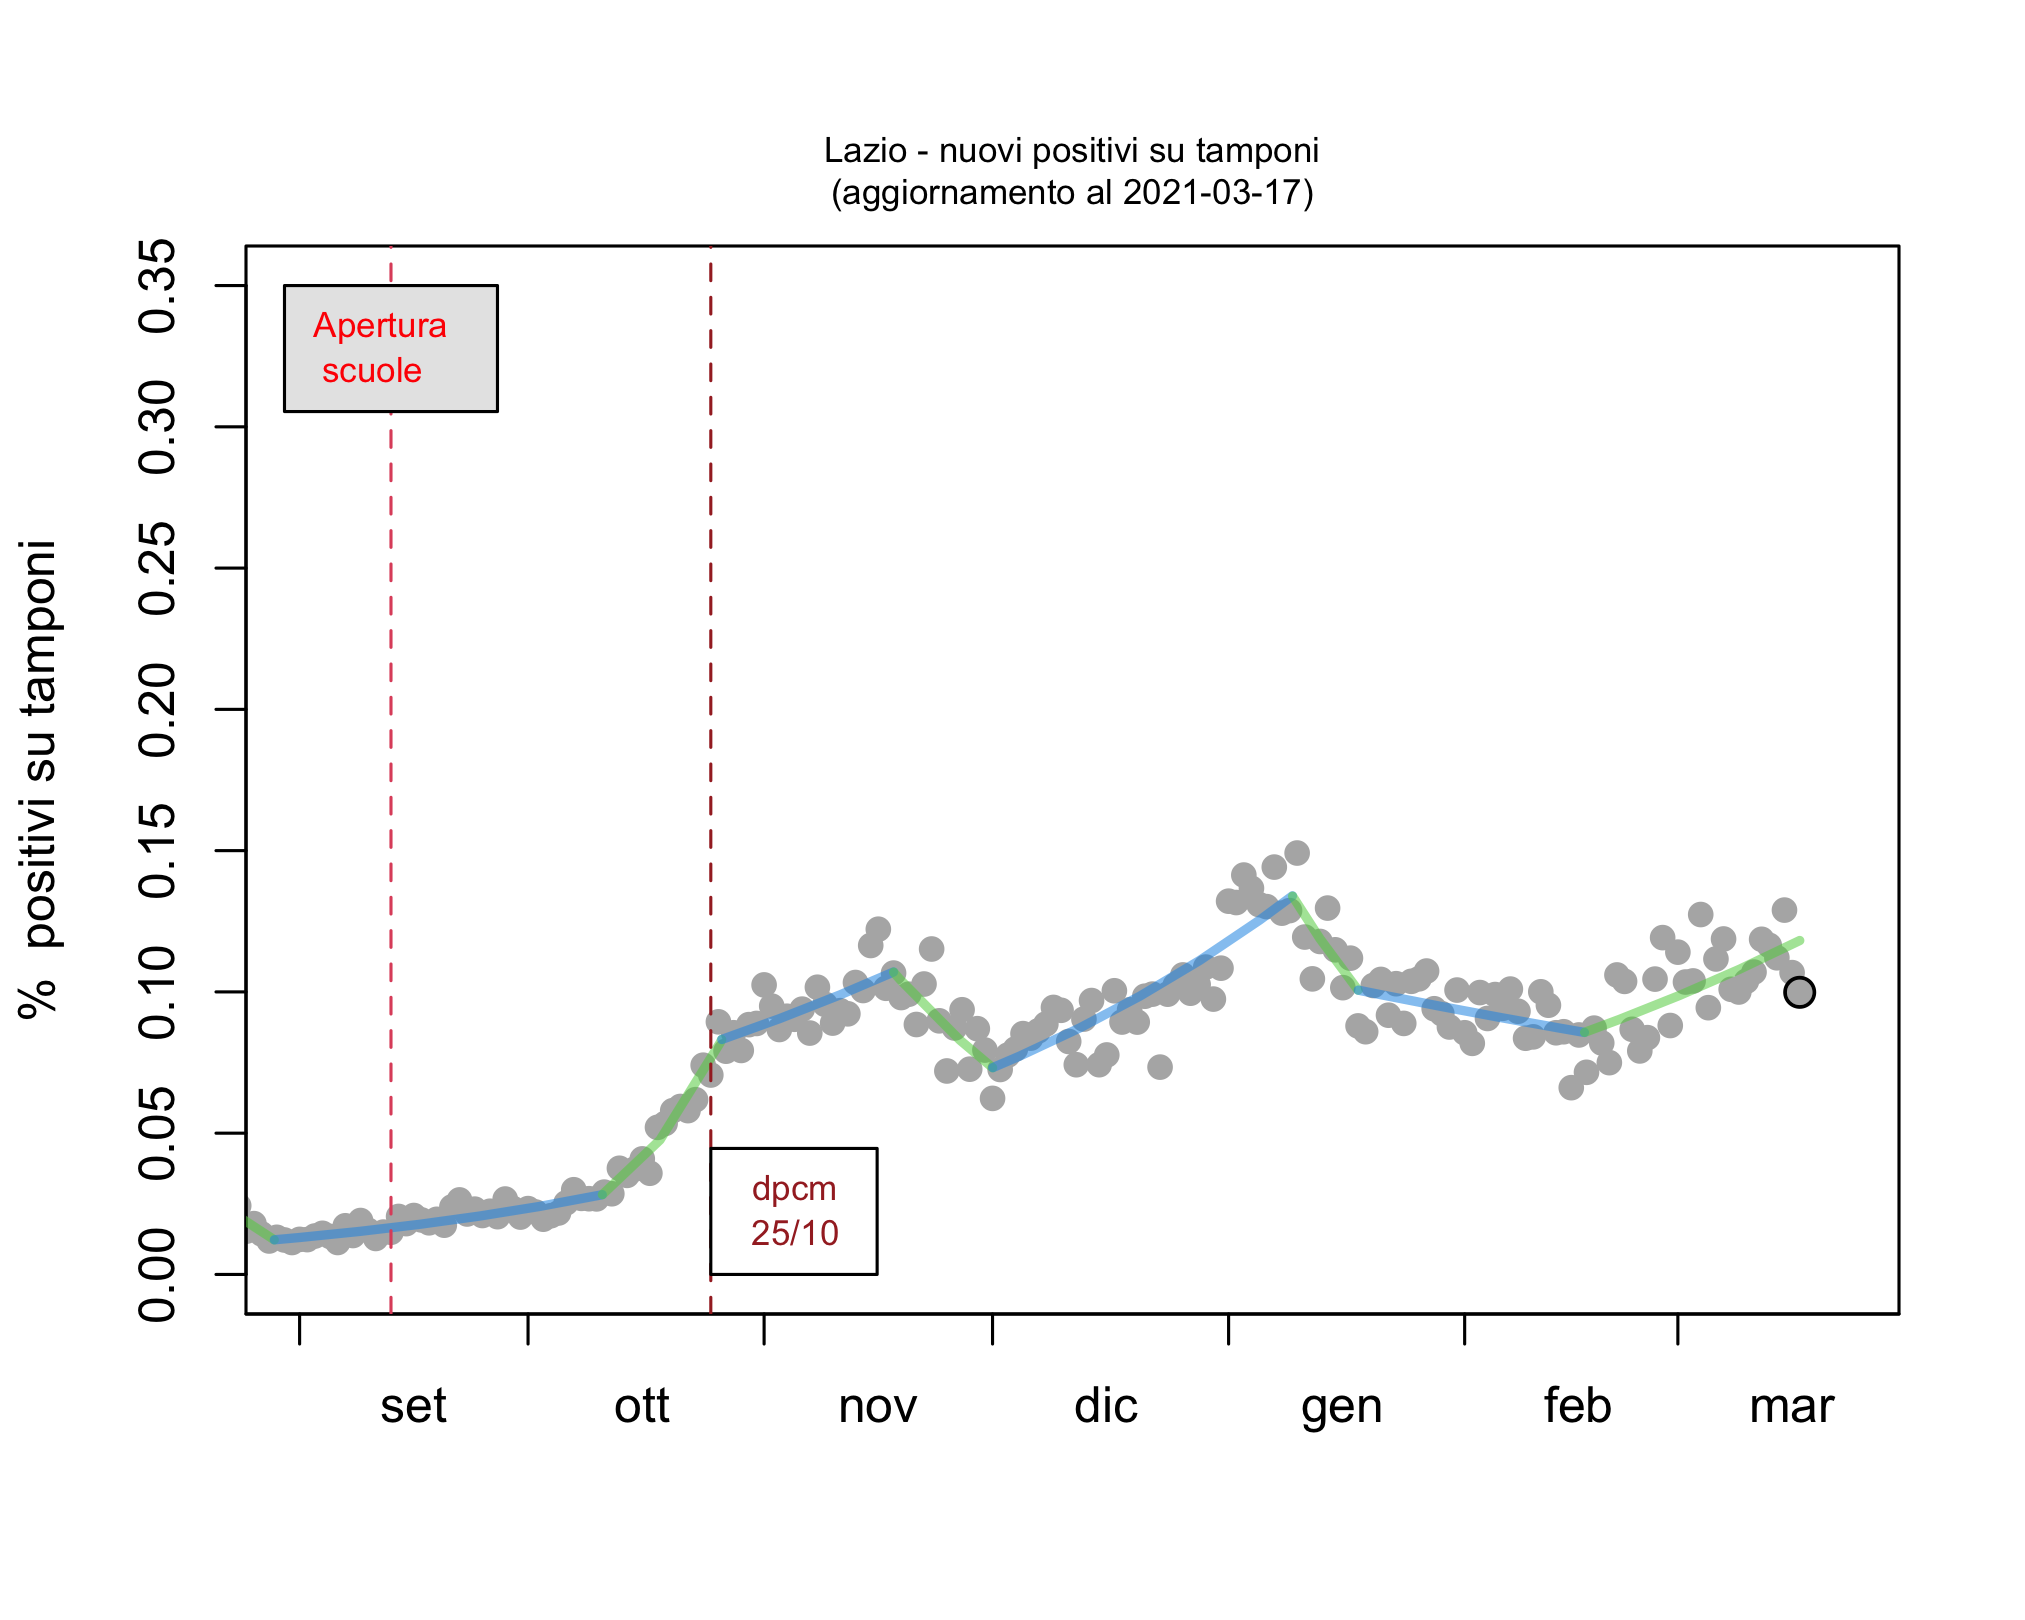 Lazio - nuovi positivi su tamponi
(aggiornamento al 2021-03-17)
% positivi su tamponi
0.35
0.30
0.25
0.20
0.15
0.10
0.05
0.00
Apertura
scuole
dpcm
25/10
set ott nov dic gen feb mar